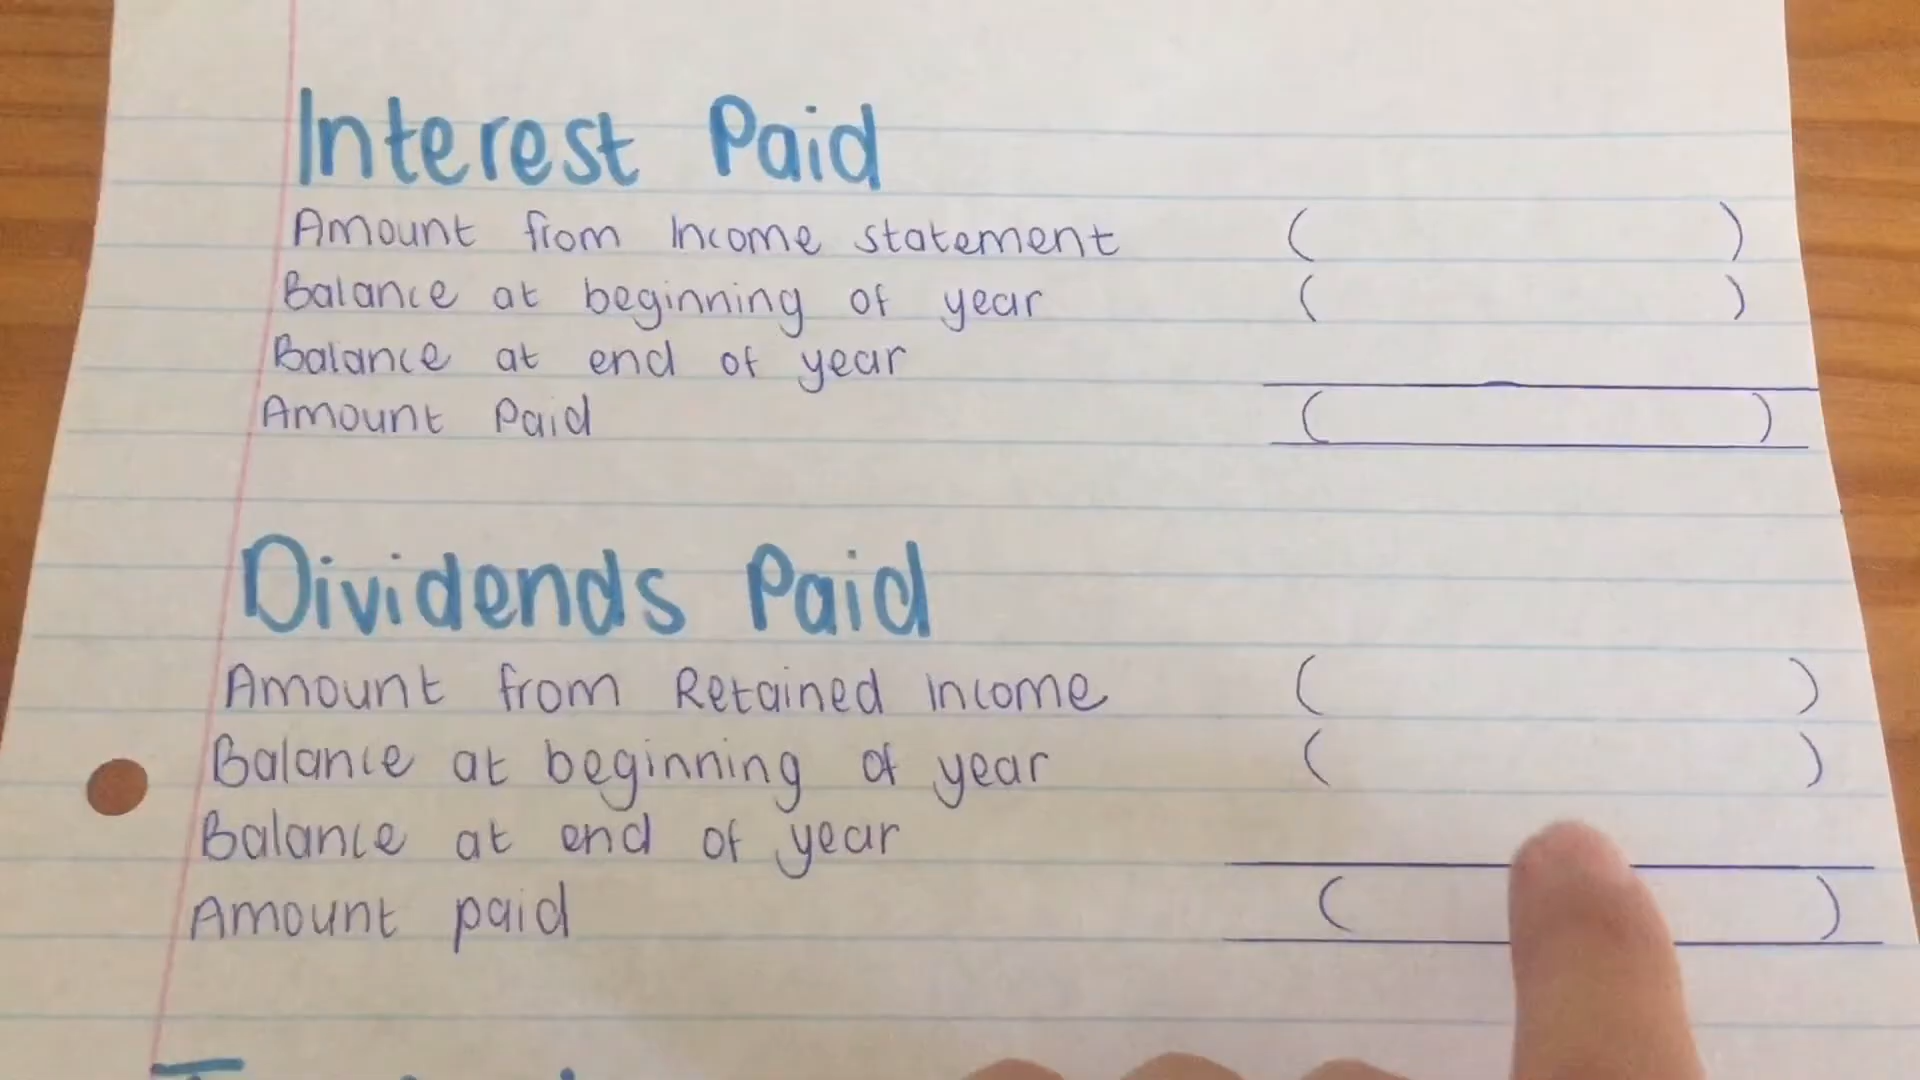 Interest Paid
Amount from Income statement ( )
Balance at beginning of year ( )
Balance at end of year
Amount Paid ( )
Dividends Paid
Amount from Retained Income ( )
Balance at beginning of year ( )
Balance at end of year
Amount paid ( )